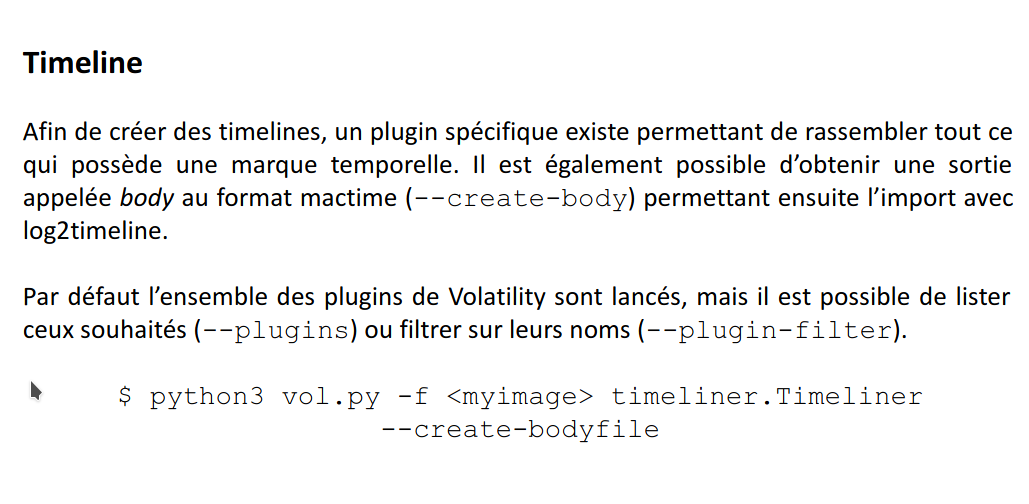 Timeline
Afin de créer des timelines, un plugin spécifique existe permettant de rassembler tout ce
qui possède une marque temporelle. Il est également possible d’obtenir une sortie
appelée body au format mactime (--create-body) permettant ensuite l’import avec
log2timeline.
Par défaut l’ensemble des plugins de Volatility sont lancés, mais il est possible de lister
ceux souhaités (--plugins) ou filtrer sur leurs noms (--plugin-filter).
$ python3 vol.py -f <myimage> timeliner.Timeliner
--create-bodyfile